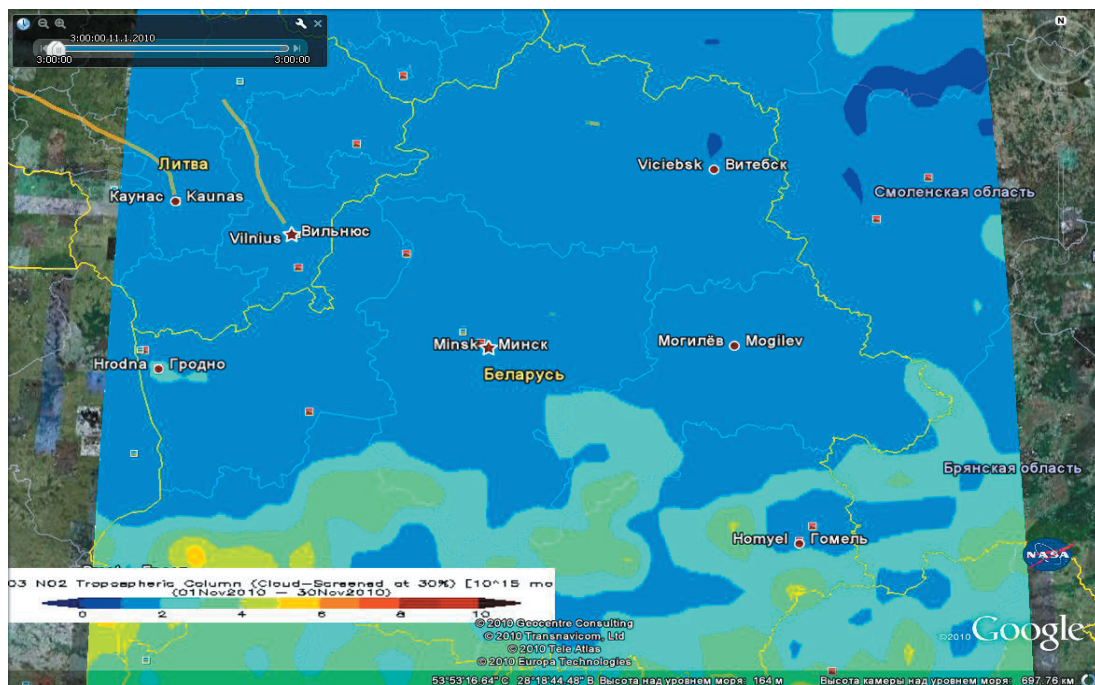 3:00:00 11.1.2010
3:00:00 3:00:00
N
Литва
Каунас Kaunas
Vilnius Вильнюс
Viciebsk Витебск
Смоленская область
Minsk Минск
Могилёв Mogilev
Hrodna Гродно
Беларусь
Брянская область
Homyel Гомель
NASA
O3 NO2 Tropospheric Column (Cloud-Screened at 30%) [10^15 mo
(01Nov2010 — 30Nov2010)
0 2 4 6 8 10
© 2010 Geocentre Consulting
© 2010 Transnavicom, Ltd
© 2010 Tele Atlas
© 2010 Europa Technologies
©2010 Google
53°53'16.64" С 28°18'44.48" В Высота над уровнем моря: 164 м Высота камеры над уровнем моря: 697.76 км